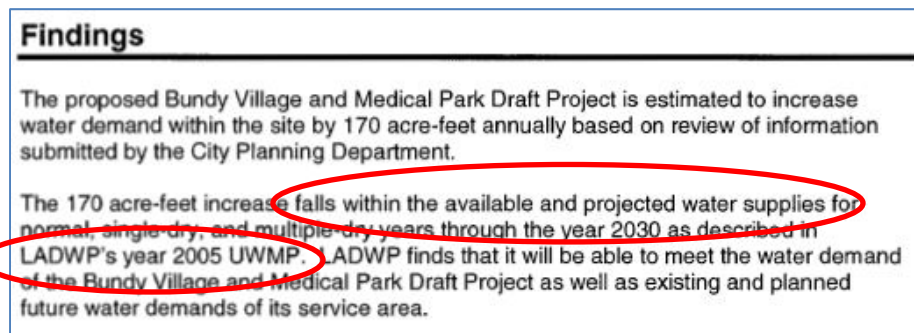 Findings
The proposed Bundy Village and Medical Park Draft Project is estimated to increase
water demand within the site by 170 acre-feet annually based on review of information
submitted by the City Planning Department.
The 170 acre-feet increase falls within the available and projected water supplies for
normal, single-dry, and multiple-dry years through the year 2030 as described in
LADWP's year 2005 UWMP. LADWP finds that it will be able to meet the water demand
of the Bundy Village and Medical Park Draft Project as well as existing and planned
future water demands of its service area.